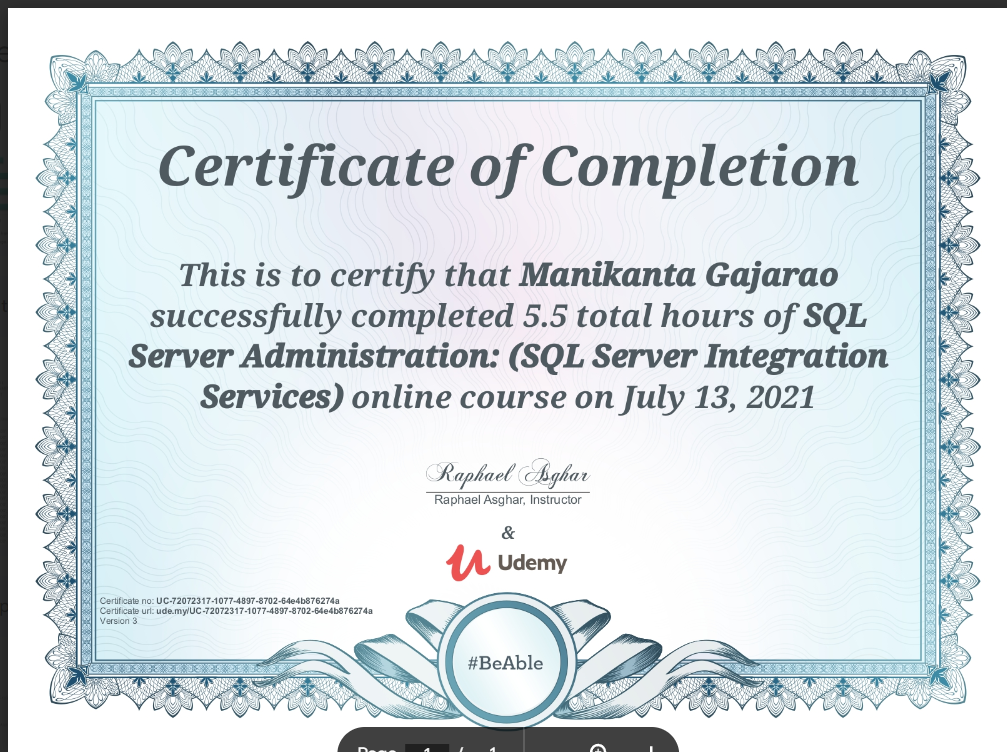 Certificate of Completion
This is to certify that Manikanta Gajarao
successfully completed 5.5 total hours of SQL
Server Administration: (SQL Server Integration
Services) online course on July 13, 2021
Raphael Asghar
Raphael Asghar, Instructor
&
Udemy
Certificate no: UC-72072317-1077-4897-8702-64e4b876274a
Certificate url: ude.my/UC-72072317-1077-4897-8702-64e4b876274a
Version 3
#BeAble
Page 1 / 1